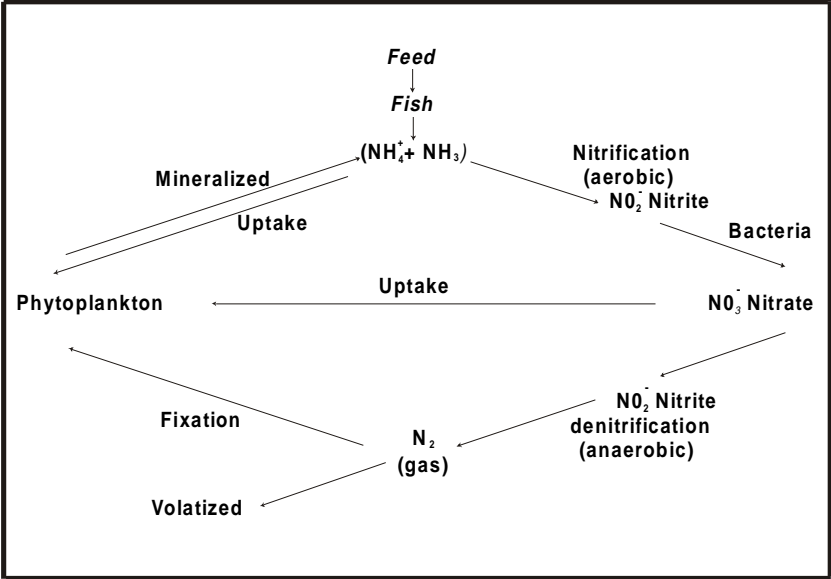 Feed
Fish
(NH₄⁺+ NH₃)
Nitrification
(aerobic)
N0₂⁻ Nitrite
Mineralized
Uptake
Bacteria
Uptake
Phytoplankton
N0₃⁻ Nitrate
N0₂⁻ Nitrite
denitrification
(anaerobic)
Fixation
N₂
(gas)
Volatized